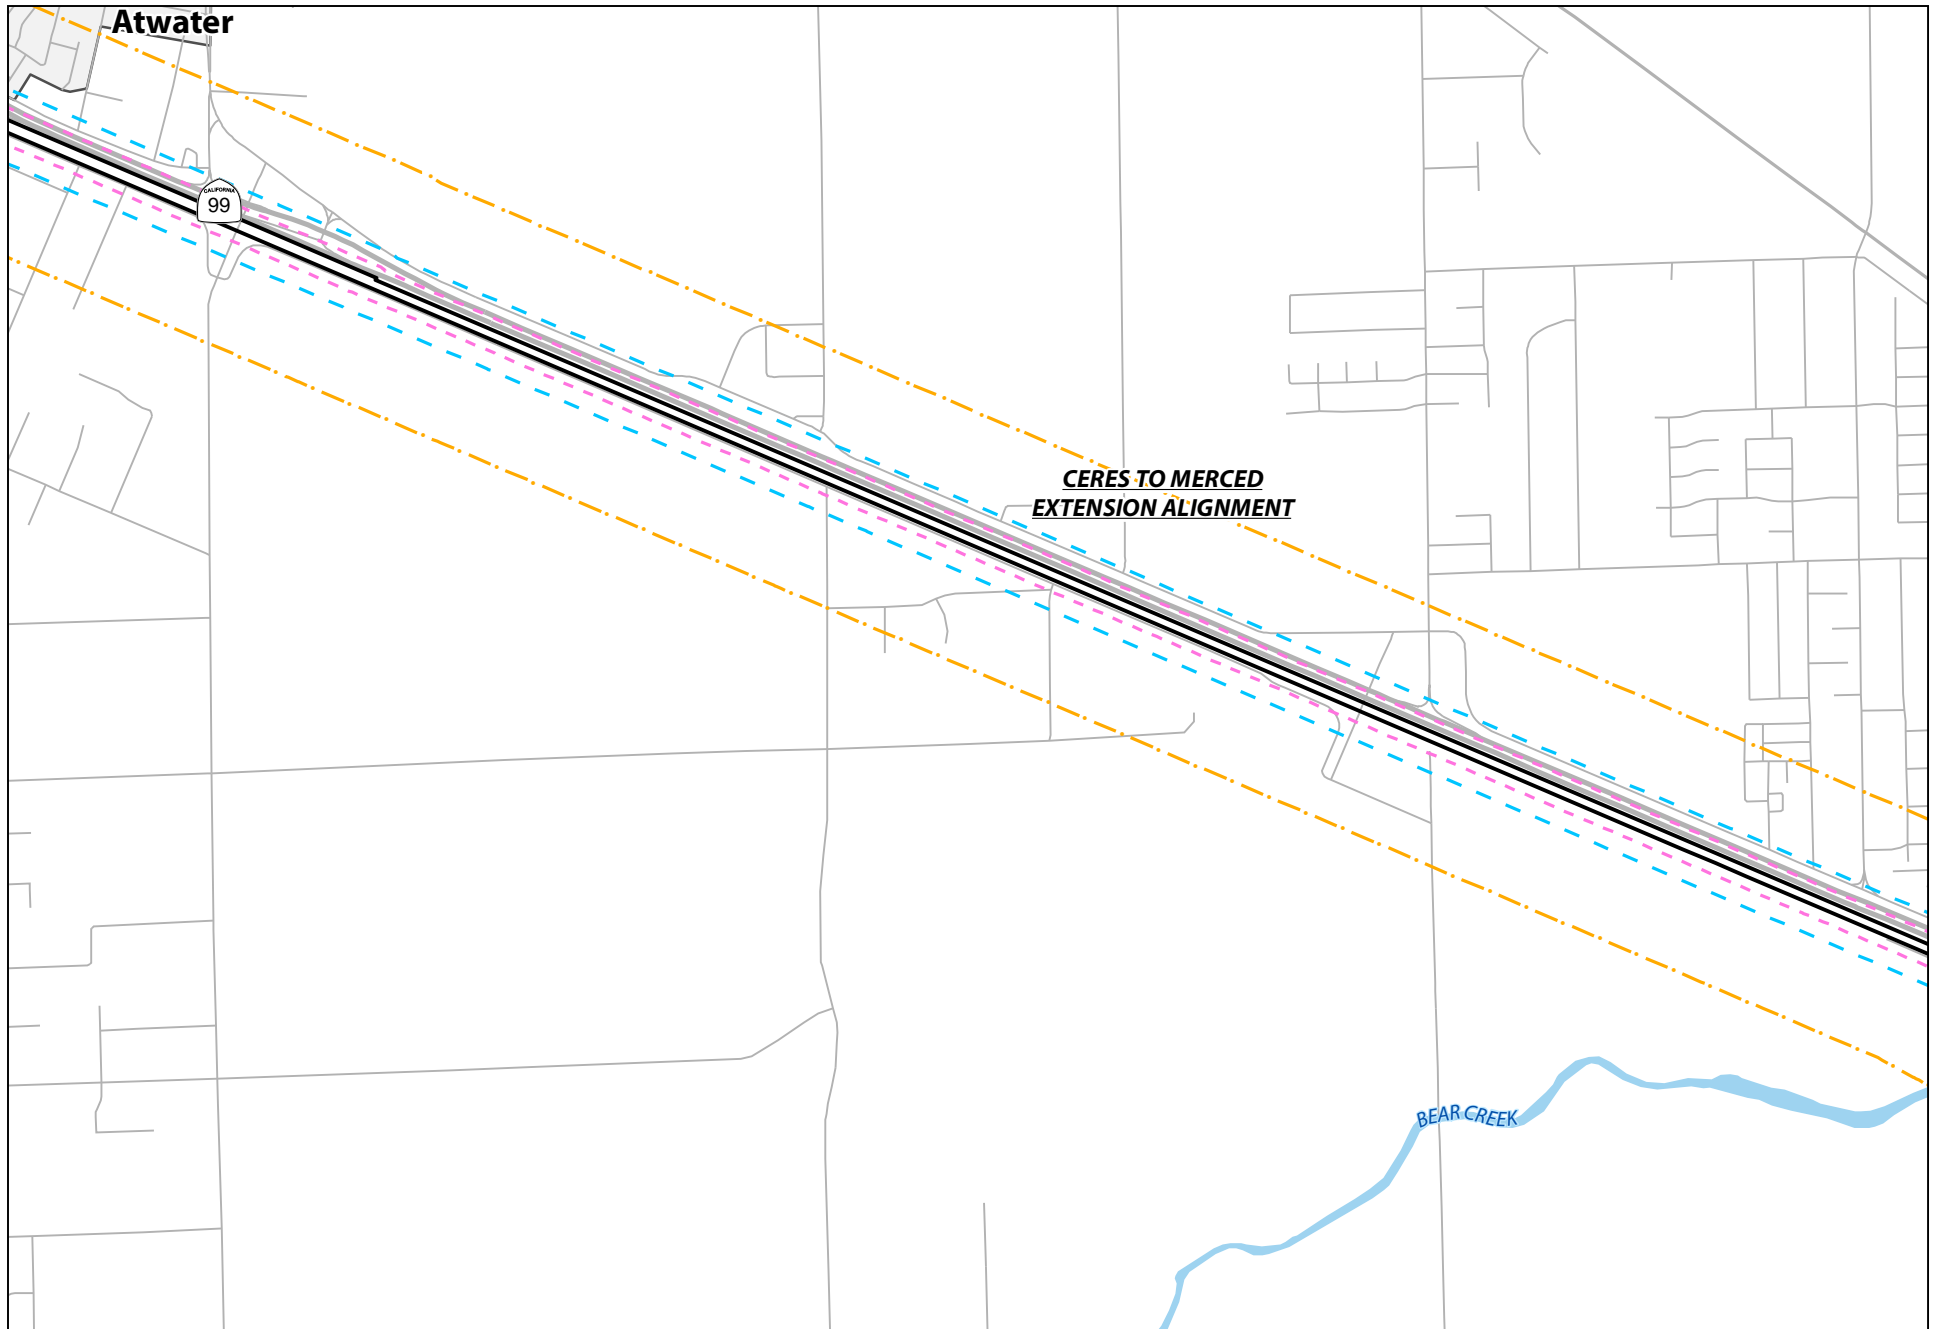 Atwater
CALIFORNIA
99
CERES TO MERCED
EXTENSION ALIGNMENT
BEAR CREEK